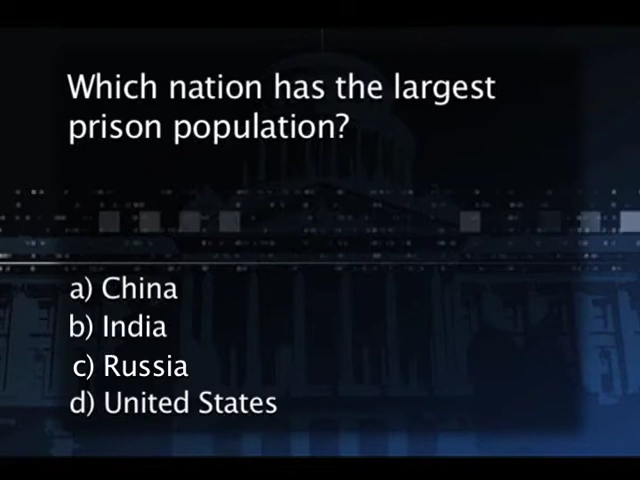 Which nation has the largest
prison population?
a) China
b) India
c) Russia
d) United States